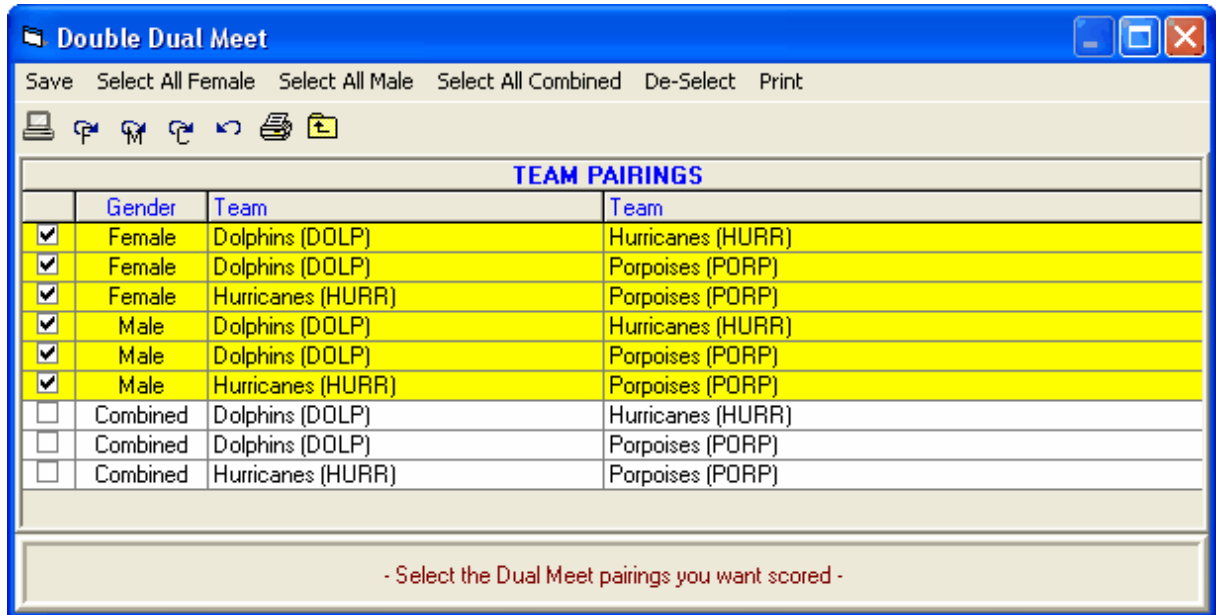 Double Dual Meet
Save Select All Female Select All Male Select All Combined De-Select Print
F M C
TEAM PAIRINGS
Gender Team Team
Female Dolphins (DOLP) Hurricanes (HURR)
Female Dolphins (DOLP) Porpoises (PORP)
Female Hurricanes (HURR) Porpoises (PORP)
Male Dolphins (DOLP) Hurricanes (HURR)
Male Dolphins (DOLP) Porpoises (PORP)
Male Hurricanes (HURR) Porpoises (PORP)
Combined Dolphins (DOLP) Hurricanes (HURR)
Combined Dolphins (DOLP) Porpoises (PORP)
Combined Hurricanes (HURR) Porpoises (PORP)
- Select the Dual Meet pairings you want scored -